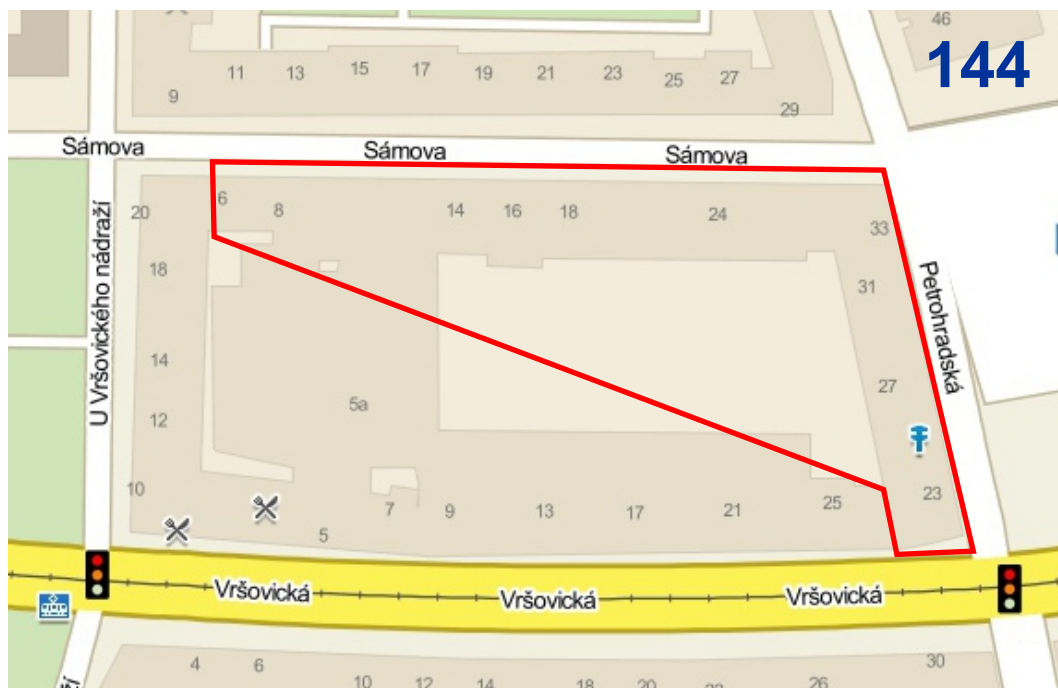 46
144
11 13 15 17 19 21 23 25 27
9 29
Sámova Sámova Sámova
6 8 14 16 18 24 33
20
18 31
U Vršovického nádraží
Petrohradská
14 27
12 5a
10 23
7 9 13 17 21 25
5
Vršovická Vršovická Vršovická
4 6 30
10 12 14 18 20 26